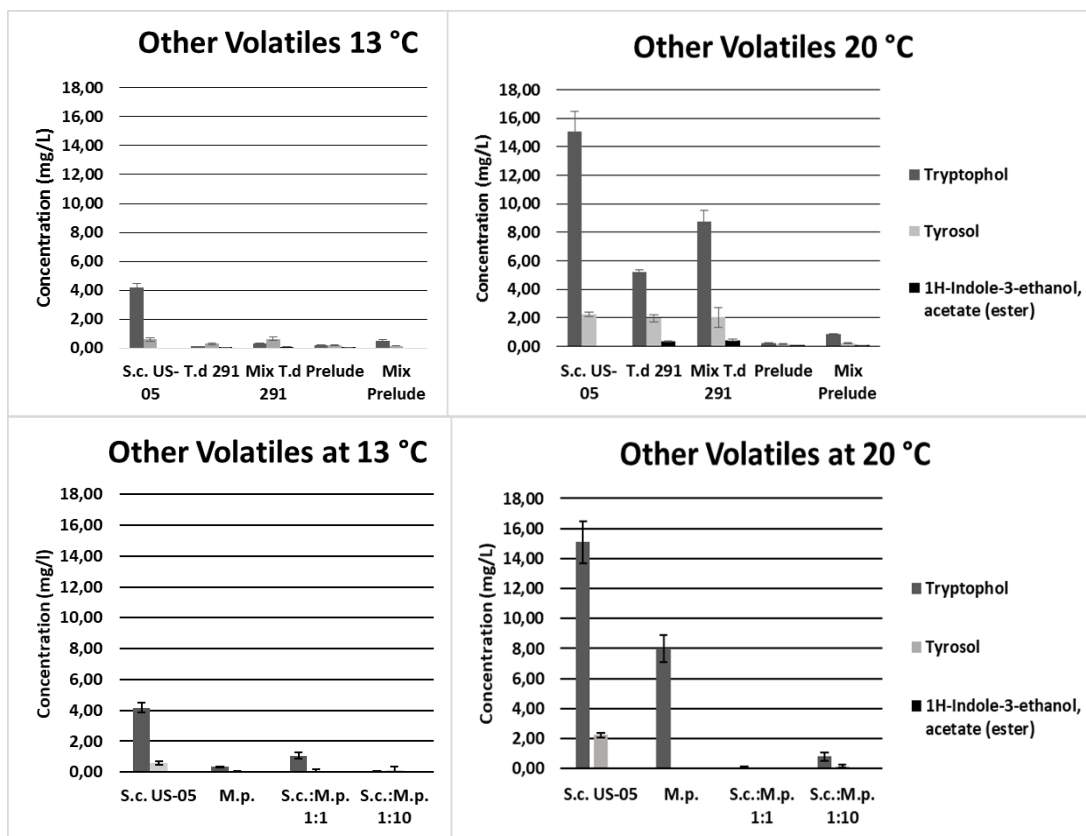 Other Volatiles 13 °C
Concentration (mg/L)
18,00
16,00
14,00
12,00
10,00
8,00
6,00
4,00
2,00
0,00
S.c. US-05
T.d 291
Mix T.d 291
Prelude
Mix Prelude
Other Volatiles 20 °C
Concentration (mg/L)
18,00
16,00
14,00
12,00
10,00
8,00
6,00
4,00
2,00
0,00
S.c. US-05
T.d 291
Mix T.d 291
Prelude
Mix Prelude
Tryptophol
Tyrosol
1H-Indole-3-ethanol,
acetate (ester)
Other Volatiles at 13 °C
Concentration (mg/l)
18,00
16,00
14,00
12,00
10,00
8,00
6,00
4,00
2,00
0,00
S.c. US-05
M.p.
S.c.:M.p. 1:1
S.c.:M.p. 1:10
Other Volatiles at 20 °C
Concentration (mg/L)
18,00
16,00
14,00
12,00
10,00
8,00
6,00
4,00
2,00
0,00
S.c. US-05
M.p.
S.c.:M.p. 1:1
S.c.:M.p. 1:10
Tryptophol
Tyrosol
1H-Indole-3-ethanol,
acetate (ester)